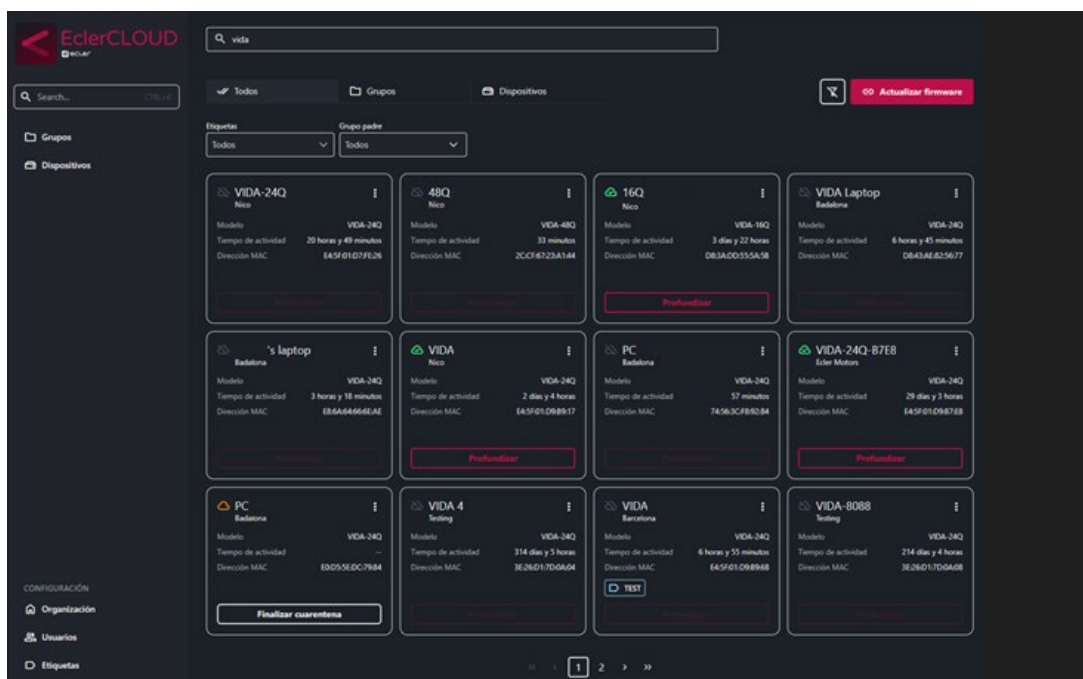 EclerCLOUD
ecler
vida
Search... CTRL+K
Todos Grupos Dispositivos Actualizar firmware
Grupos
Dispositivos
Etiquetas Grupo padre
Todos Todos
VIDA-24Q
Nico
Modelo VIDA-24Q
Tiempo de actividad 20 horas y 49 minutos
Dirección MAC E4:5F:01:D7:FE:26
Profundizar
48Q
Nico
Modelo VIDA-48Q
Tiempo de actividad 33 minutos
Dirección MAC 2C:CF:67:23:A1:44
Profundizar
16Q
Nico
Modelo VIDA-16Q
Tiempo de actividad 3 días y 22 horas
Dirección MAC D8:3A:DD:55:5A:58
Profundizar
VIDA Laptop
Badalona
Modelo VIDA-24Q
Tiempo de actividad 6 horas y 45 minutos
Dirección MAC D8:43:AE:82:56:77
Profundizar
's laptop
Badalona
Modelo VIDA-24Q
Tiempo de actividad 3 horas y 18 minutos
Dirección MAC E8:6A:64:66:6E:AE
Profundizar
VIDA
Nico
Modelo VIDA-24Q
Tiempo de actividad 2 días y 4 horas
Dirección MAC E4:5F:01:D9:89:17
Profundizar
PC
Badalona
Modelo VIDA-24Q
Tiempo de actividad 57 minutos
Dirección MAC 74:56:3C:FB:92:84
Profundizar
VIDA-24Q-B7E8
Ecler Motors
Modelo VIDA-24Q
Tiempo de actividad 29 días y 3 horas
Dirección MAC E4:5F:01:D9:B7:E8
Profundizar
PC
Badalona
Modelo VIDA-24Q
Tiempo de actividad --
Dirección MAC E0:D5:5E:DC:79:84
Finalizar cuarentena
VIDA 4
Testing
Modelo VIDA-24Q
Tiempo de actividad 314 días y 5 horas
Dirección MAC 3E:26:D1:7D:0A:04
Profundizar
VIDA
Barcelona
Modelo VIDA-24Q
Tiempo de actividad 6 horas y 55 minutos
Dirección MAC E4:5F:01:D9:89:68
TEST
Profundizar
VIDA-8088
Testing
Modelo VIDA-24Q
Tiempo de actividad 214 días y 4 horas
Dirección MAC 3E:26:D1:7D:0A:08
Profundizar
CONFIGURACIÓN
Organización
Usuarios
Etiquetas
« ‹ 1 2 › »